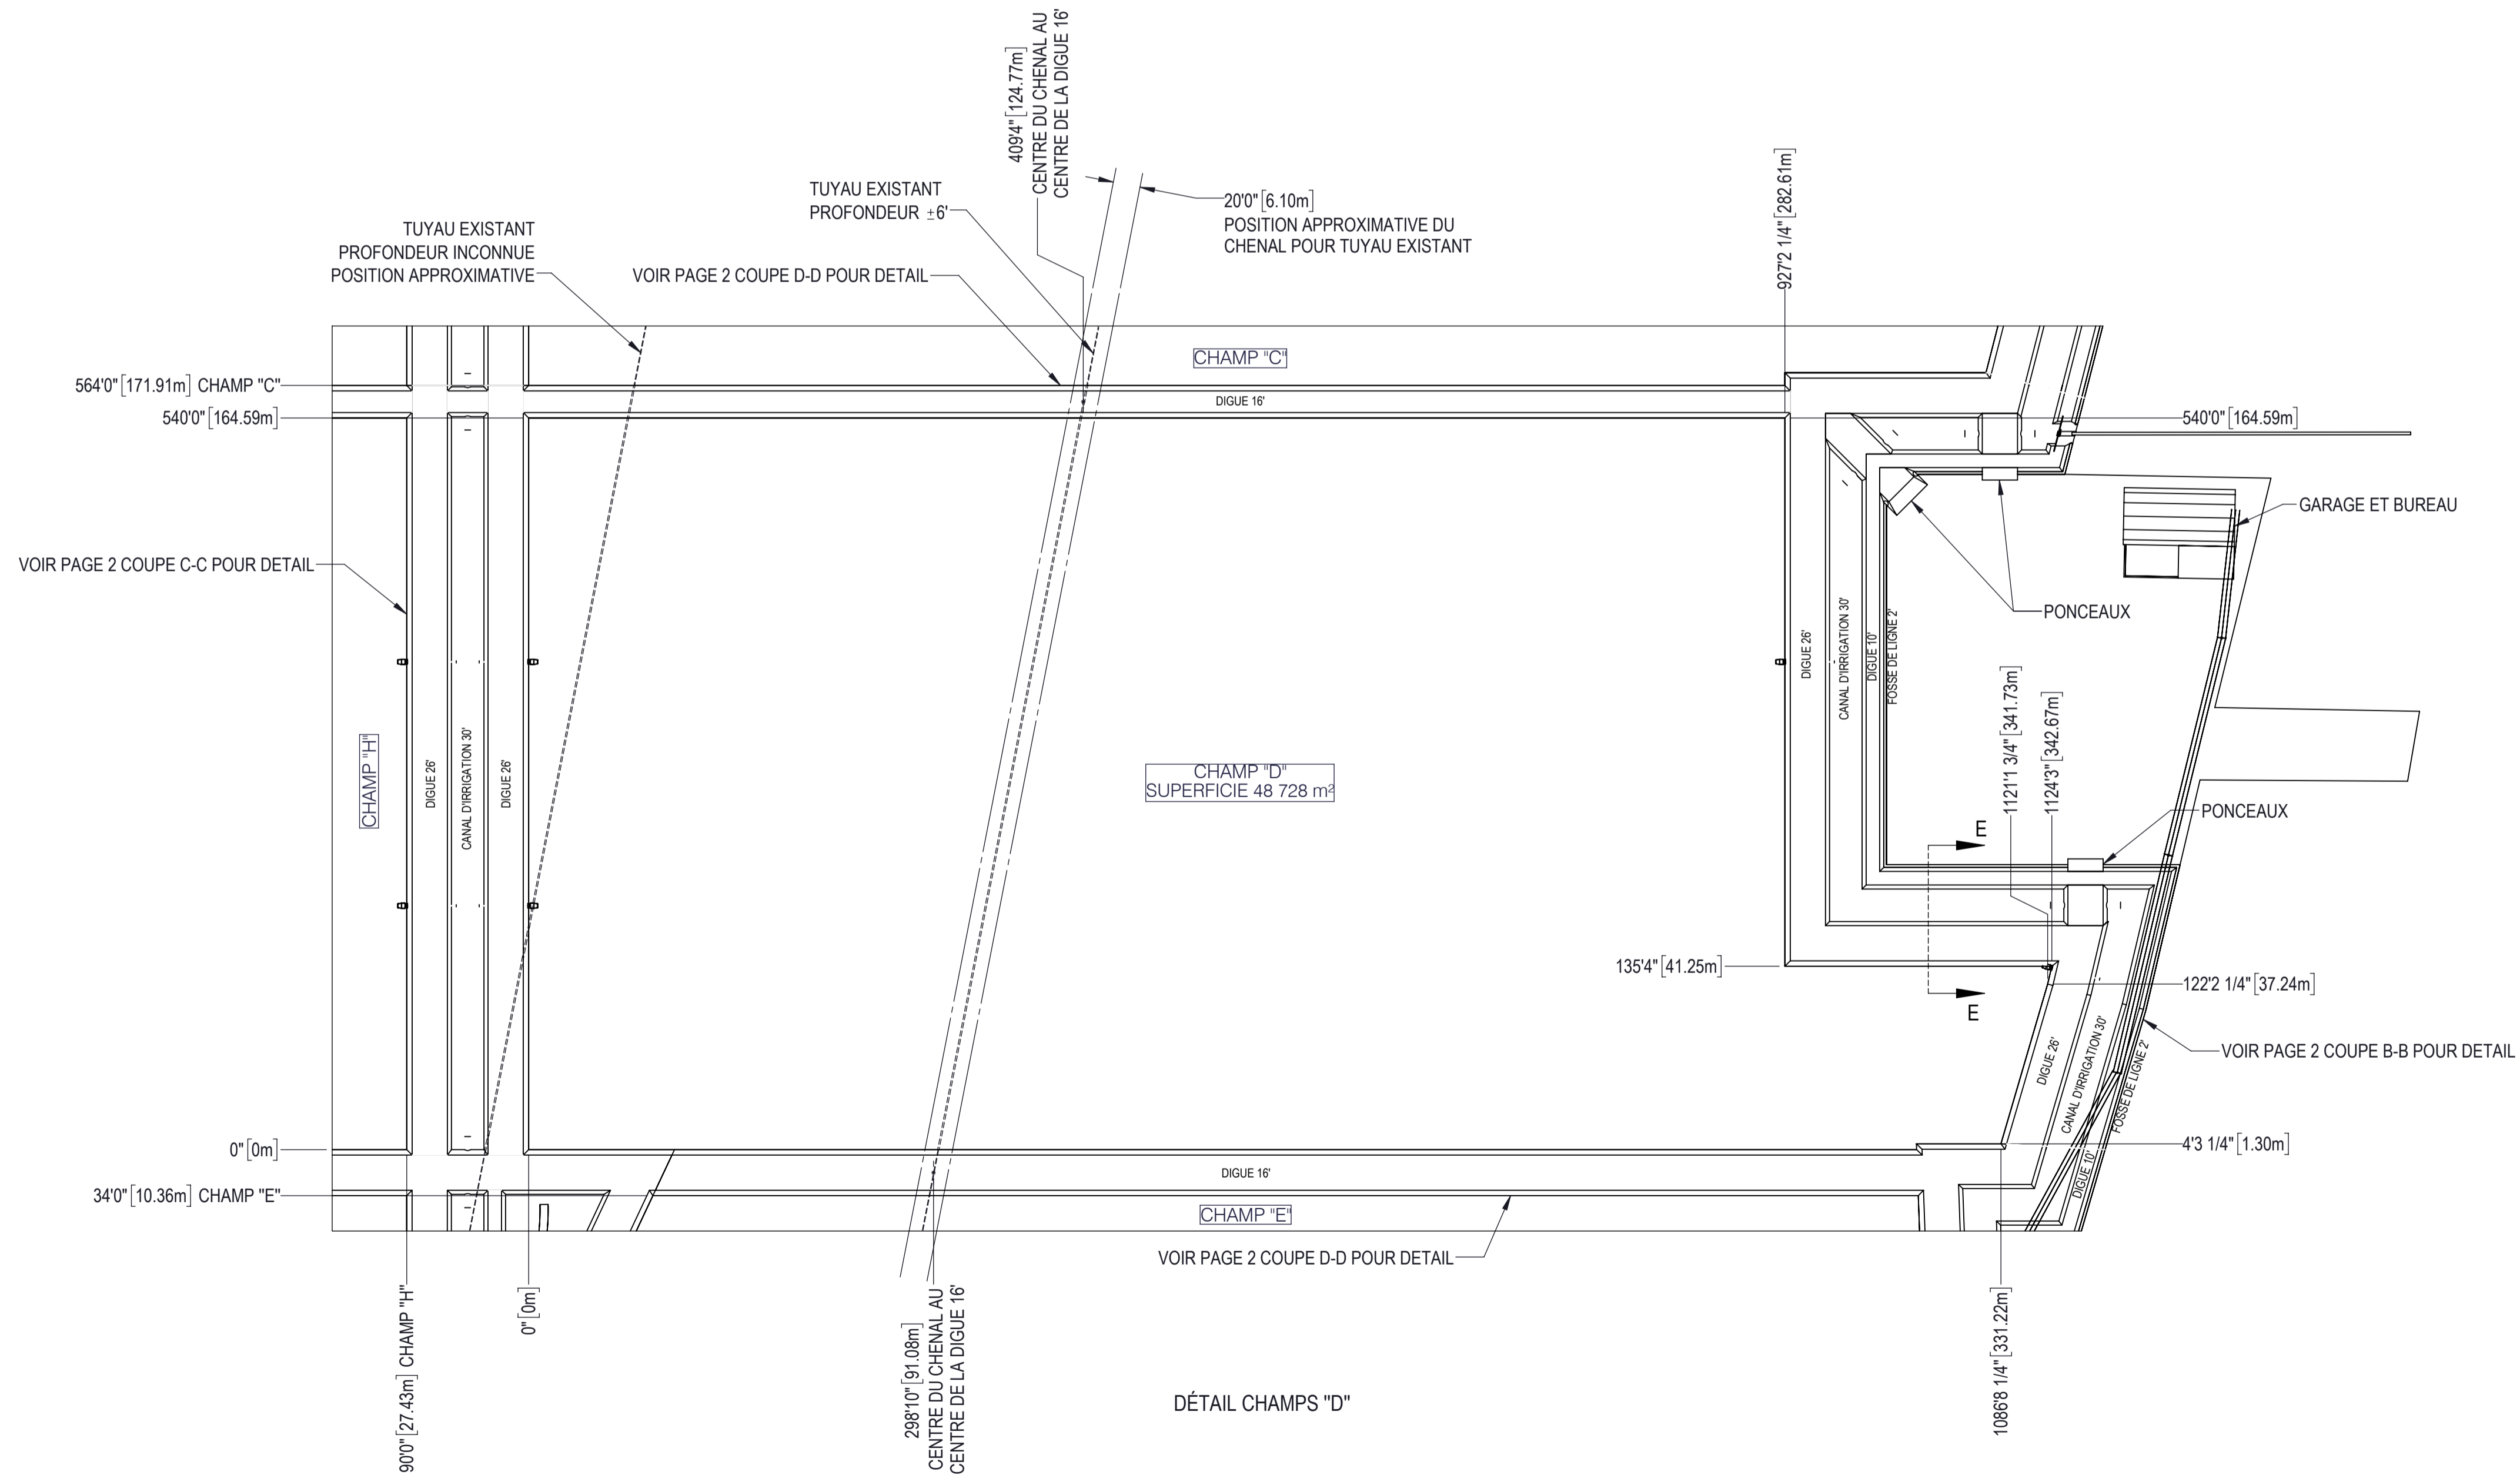 409'4" [124.77m]
CENTRE DU CHENAL AU
CENTRE DE LA DIGUE 16'
TUYAU EXISTANT
PROFONDEUR ±6'
20'0" [6.10m]
POSITION APPROXIMATIVE DU
CHENAL POUR TUYAU EXISTANT
927'2 1/4" [282.61m]
TUYAU EXISTANT
PROFONDEUR INCONNUE
POSITION APPROXIMATIVE
VOIR PAGE 2 COUPE D-D POUR DETAIL
CHAMP "C"
564'0" [171.91m] CHAMP "C"
DIGUE 16'
540'0" [164.59m]
540'0" [164.59m]
GARAGE ET BUREAU
VOIR PAGE 2 COUPE C-C POUR DETAIL
PONCEAUX
DIGUE 26'
CANAL D'IRRIGATION 30'
DIGUE 10'
FOSSE DE LIGNE 2'
1121'1 3/4" [341.73m]
1124'3" [342.67m]
CHAMP "H"
DIGUE 26'
CANAL D'IRRIGATION 30'
DIGUE 26'
CHAMP "D"
SUPERFICIE 48 728 m²
PONCEAUX
E
135'4" [41.25m]
122'2 1/4" [37.24m]
E
VOIR PAGE 2 COUPE B-B POUR DETAIL
DIGUE 26'
CANAL D'IRRIGATION 30'
FOSSE DE LIGNE 2'
DIGUE 10'
0" [0m]
4'3 1/4" [1.30m]
DIGUE 16'
34'0" [10.36m] CHAMP "E"
CHAMP "E"
VOIR PAGE 2 COUPE D-D POUR DETAIL
90'0" [27.43m] CHAMP "H"
0" [0m]
298'10" [91.08m]
CENTRE DU CHENAL AU
CENTRE DE LA DIGUE 16'
1086'8 1/4" [331.22m]
DÉTAIL CHAMPS "D"